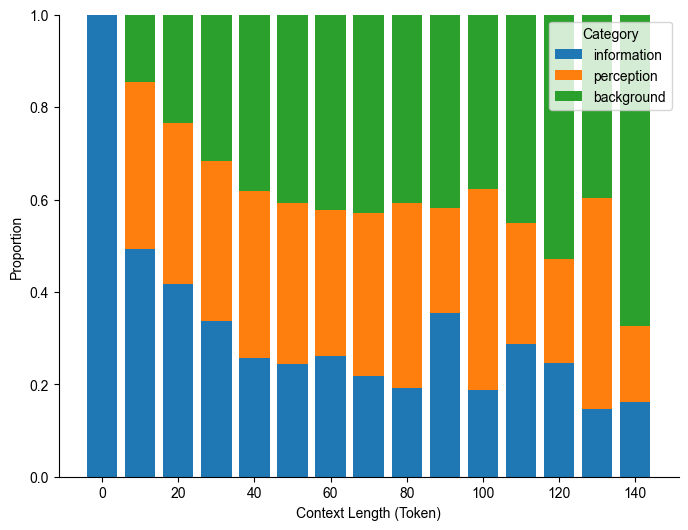 Category
information
perception
background
1.0
0.8
0.6
0.4
0.2
0.0
Proportion
0 20 40 60 80 100 120 140
Context Length (Token)